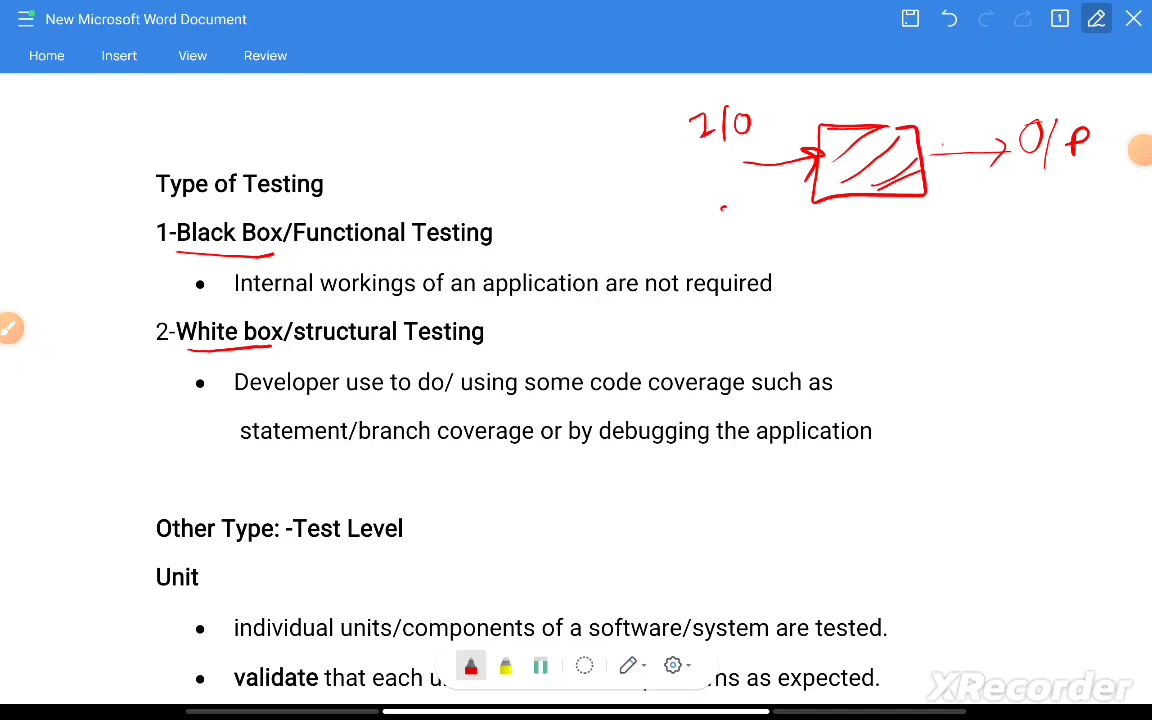 New Microsoft Word Document
1
Home Insert View Review
I/O
O/P
Type of Testing
1-Black Box/Functional Testing
• Internal workings of an application are not required
2-White box/structural Testing
• Developer use to do/ using some code coverage such as
statement/branch coverage or by debugging the application
Other Type: -Test Level
Unit
• individual units/components of a software/system are tested.
• validate that each as expected.
XRecorder